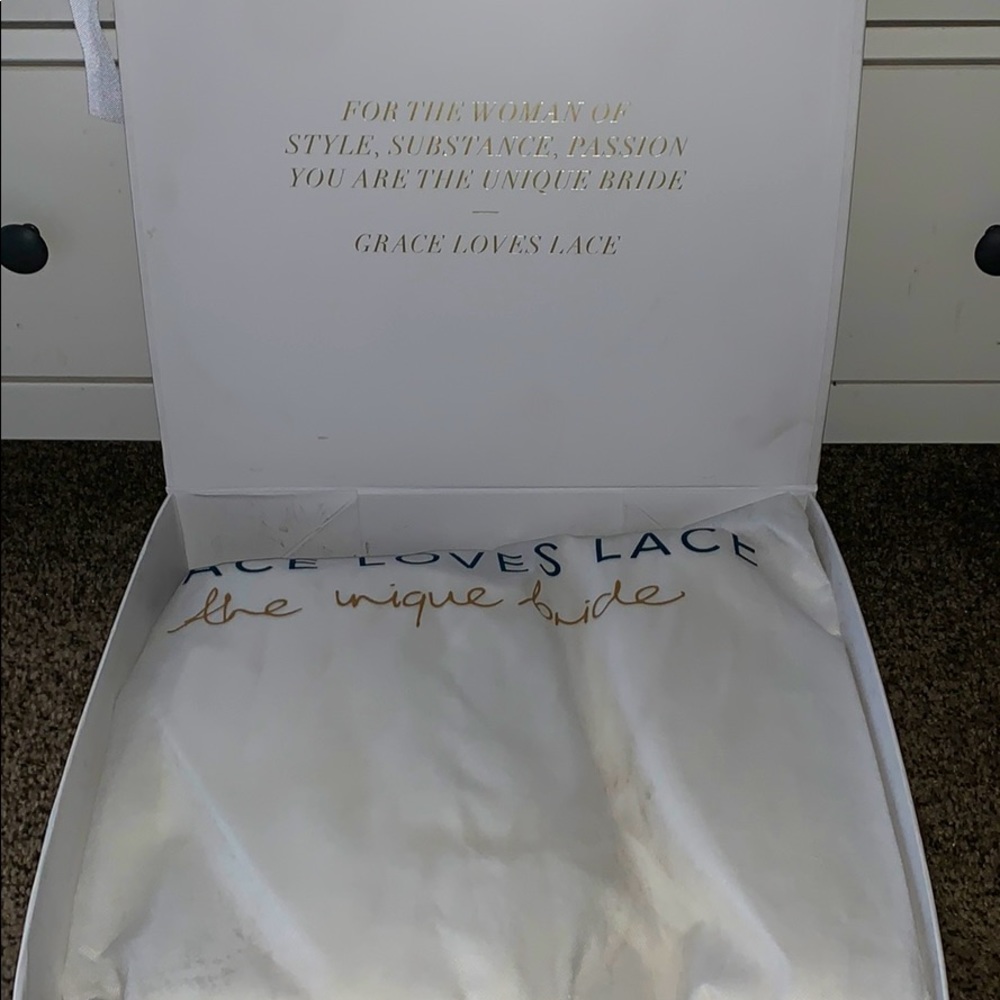 FOR THE WOMAN OF
STYLE, SUBSTANCE, PASSION
YOU ARE THE UNIQUE BRIDE
—
GRACE LOVES LACE
ACE LOVES LACE
the unique bride